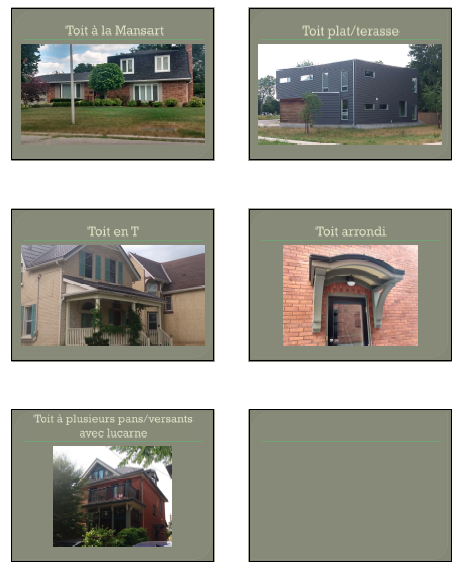 Toit à la Mansart
Toit plat/terasse
Toit en T
Toit arrondi
Toit à plusieurs pans/versants
avec lucarne